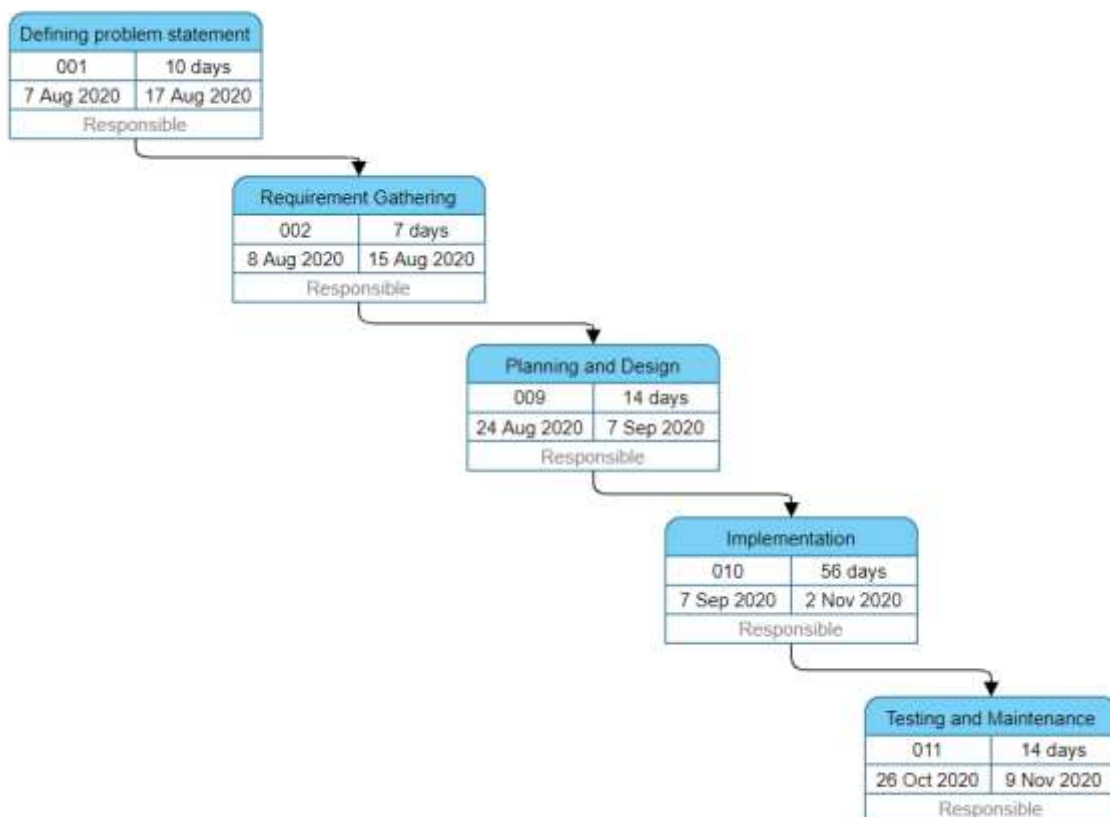 Defining problem statement
001 10 days
7 Aug 2020 17 Aug 2020
Responsible
Requirement Gathering
002 7 days
8 Aug 2020 15 Aug 2020
Responsible
Planning and Design
009 14 days
24 Aug 2020 7 Sep 2020
Responsible
Implementation
010 56 days
7 Sep 2020 2 Nov 2020
Responsible
Testing and Maintenance
011 14 days
26 Oct 2020 9 Nov 2020
Responsible